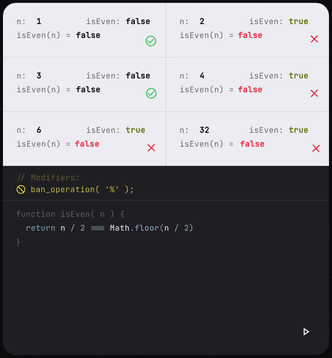 n: 1 isEven: false
isEven(n) = false
n: 2 isEven: true
isEven(n) = false
n: 3 isEven: false
isEven(n) = false
n: 4 isEven: true
isEven(n) = false
n: 6 isEven: true
isEven(n) = false
n: 32 isEven: true
isEven(n) = false
// Modifiers:
ban_operation( '%' );
function isEven( n ) {
return n / 2 === Math.floor(n / 2)
}